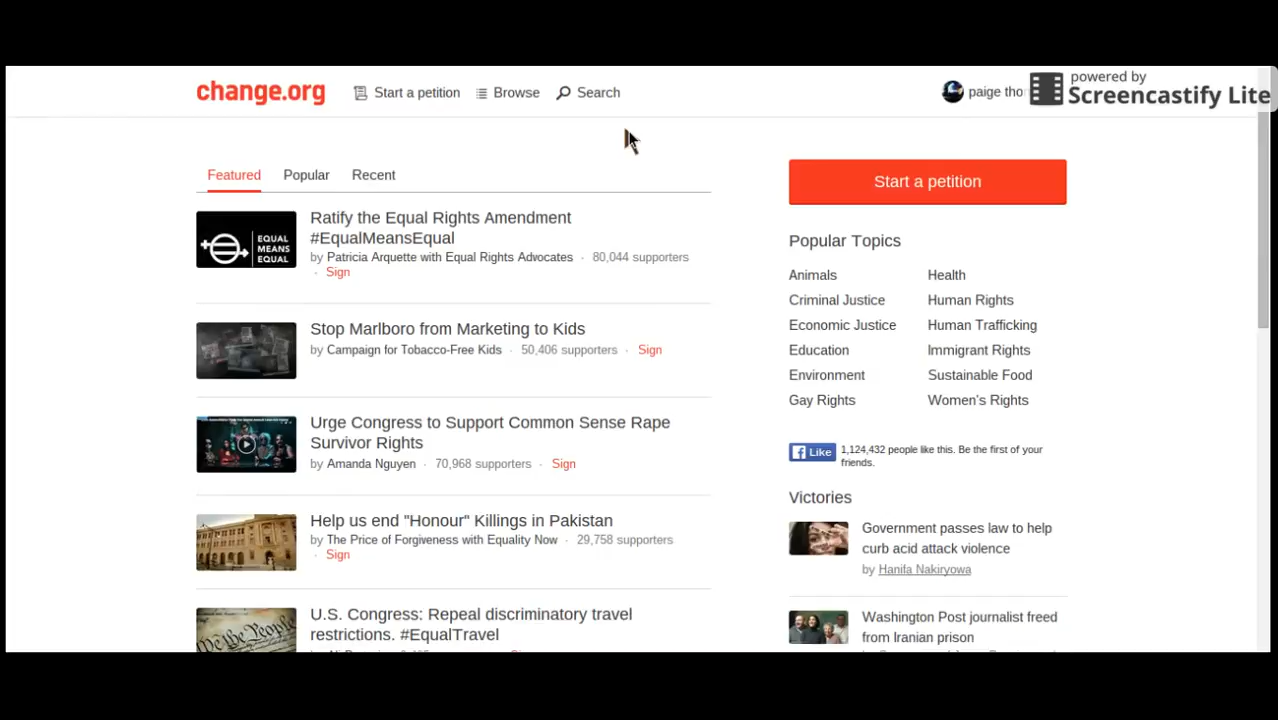 change.org
Start a petition
Browse
Search
paige tho
powered by
Screencastify Lite
Featured
Popular
Recent
Ratify the Equal Rights Amendment
#EqualMeansEqual
by Patricia Arquette with Equal Rights Advocates · 80,044 supporters
· Sign
EQUAL
MEANS
EQUAL
Stop Marlboro from Marketing to Kids
by Campaign for Tobacco-Free Kids · 50,406 supporters · Sign
Urge Congress to Support Common Sense Rape
Survivor Rights
by Amanda Nguyen · 70,968 supporters · Sign
Help us end "Honour" Killings in Pakistan
by The Price of Forgiveness with Equality Now · 29,758 supporters
· Sign
U.S. Congress: Repeal discriminatory travel
restrictions. #EqualTravel
We the People
Start a petition
Popular Topics
Animals
Health
Criminal Justice
Human Rights
Economic Justice
Human Trafficking
Education
Immigrant Rights
Environment
Sustainable Food
Gay Rights
Women's Rights
Like
1,124,432 people like this. Be the first of your
friends.
Victories
Government passes law to help
curb acid attack violence
by Hanifa Nakiryowa
Washington Post journalist freed
from Iranian prison